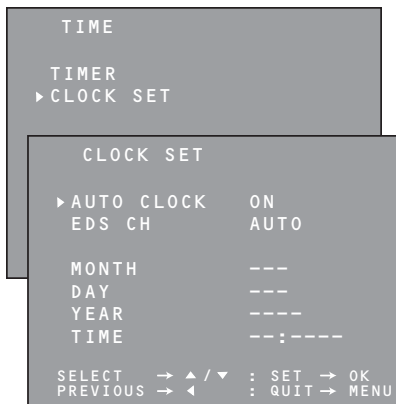 TIME
TIMER
▶CLOCK SET
CLOCK SET
▶AUTO CLOCK ON
EDS CH AUTO
MONTH ---
DAY ---
YEAR ----
TIME --:----
SELECT → ▲/▼ : SET → OK
PREVIOUS → ◀ : QUIT → MENU